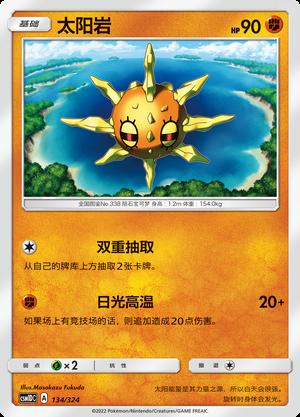 基础 太阳岩 HP 90
全国图鉴No.338 陨石宝可梦 身高：1.2m 体重：154.0kg
双重抽取
从自己的牌库上方抽取2张卡牌。
日光高温 20+
如果场上有竞技场的话，则追加造成20点伤害。
弱点 ×2 抗性 撤退
Illus.Masakazu Fukuda
太阳能量是其力量之源，所以白天会很强。
旋转时身体会发光。
CSM1DC A 134/324
©2022 Pokémon/Nintendo/Creatures/GAME FREAK.